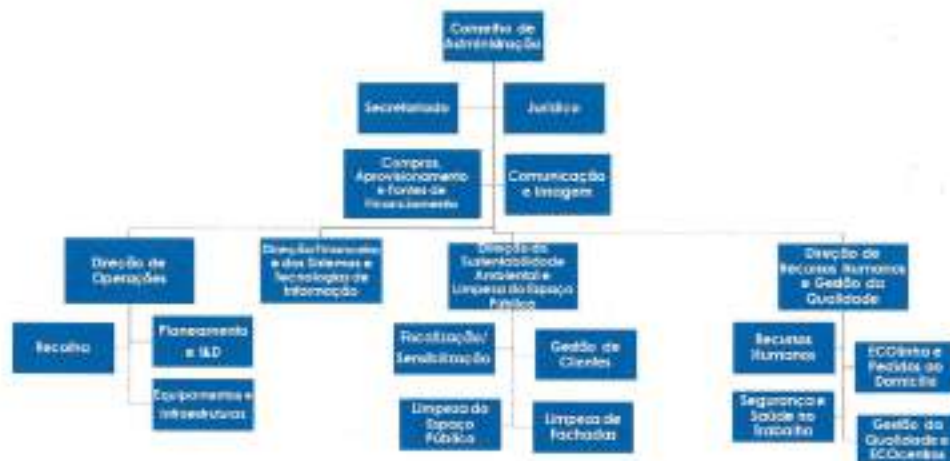 Conselho de
Administração
Secretariado
Jurídico
Compras,
Aprovisionamento
e Fontes de
Financiamento
Comunicação
e Imagem
Direção de
Operações
Direção Financeira
e dos Sistemas e
Tecnologias de
Informação
Direção da
Sustentabilidade
Ambiental e
Limpeza do Espaço
Público
Direção de
Recursos Humanos
e Gestão da
Qualidade
Recolha
Planeamento
e I&D
Equipamentos e
Infraestruturas
Fiscalização/
Sensibilização
Gestão de
Clientes
Limpeza do
Espaço
Público
Limpeza de
Fachadas
Recursos
Humanos
ECOlinha e
Pedidos ao
Domicílio
Segurança e
Saúde no
Trabalho
Gestão da
Qualidade e
ECOcentros